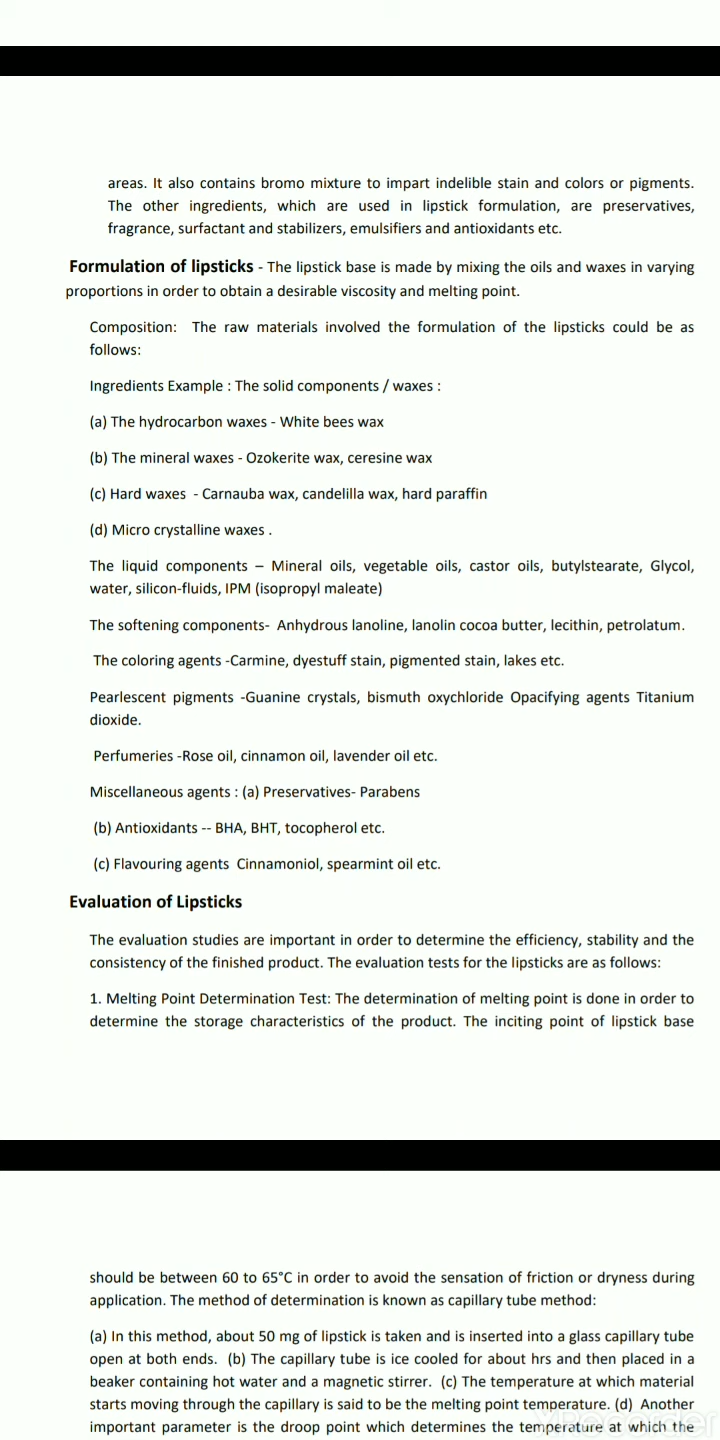 areas. It also contains bromo mixture to impart indelible stain and colors or pigments.
The other ingredients, which are used in lipstick formulation, are preservatives,
fragrance, surfactant and stabilizers, emulsifiers and antioxidants etc.
Formulation of lipsticks - The lipstick base is made by mixing the oils and waxes in varying
proportions in order to obtain a desirable viscosity and melting point.
Composition: The raw materials involved the formulation of the lipsticks could be as
follows:
Ingredients Example : The solid components / waxes :
(a) The hydrocarbon waxes - White bees wax
(b) The mineral waxes - Ozokerite wax, ceresine wax
(c) Hard waxes - Carnauba wax, candelilla wax, hard paraffin
(d) Micro crystalline waxes .
The liquid components – Mineral oils, vegetable oils, castor oils, butylstearate, Glycol,
water, silicon-fluids, IPM (isopropyl maleate)
The softening components- Anhydrous lanoline, lanolin cocoa butter, lecithin, petrolatum.
The coloring agents -Carmine, dyestuff stain, pigmented stain, lakes etc.
Pearlescent pigments -Guanine crystals, bismuth oxychloride Opacifying agents Titanium
dioxide.
Perfumeries -Rose oil, cinnamon oil, lavender oil etc.
Miscellaneous agents : (a) Preservatives- Parabens
(b) Antioxidants -- BHA, BHT, tocopherol etc.
(c) Flavouring agents Cinnamoniol, spearmint oil etc.
Evaluation of Lipsticks
The evaluation studies are important in order to determine the efficiency, stability and the
consistency of the finished product. The evaluation tests for the lipsticks are as follows:
1. Melting Point Determination Test: The determination of melting point is done in order to
determine the storage characteristics of the product. The inciting point of lipstick base
should be between 60 to 65°C in order to avoid the sensation of friction or dryness during
application. The method of determination is known as capillary tube method:
(a) In this method, about 50 mg of lipstick is taken and is inserted into a glass capillary tube
open at both ends. (b) The capillary tube is ice cooled for about hrs and then placed in a
beaker containing hot water and a magnetic stirrer. (c) The temperature at which material
starts moving through the capillary is said to be the melting point temperature. (d) Another
important parameter is the droop point which determines the temperature at which the
XRecorder